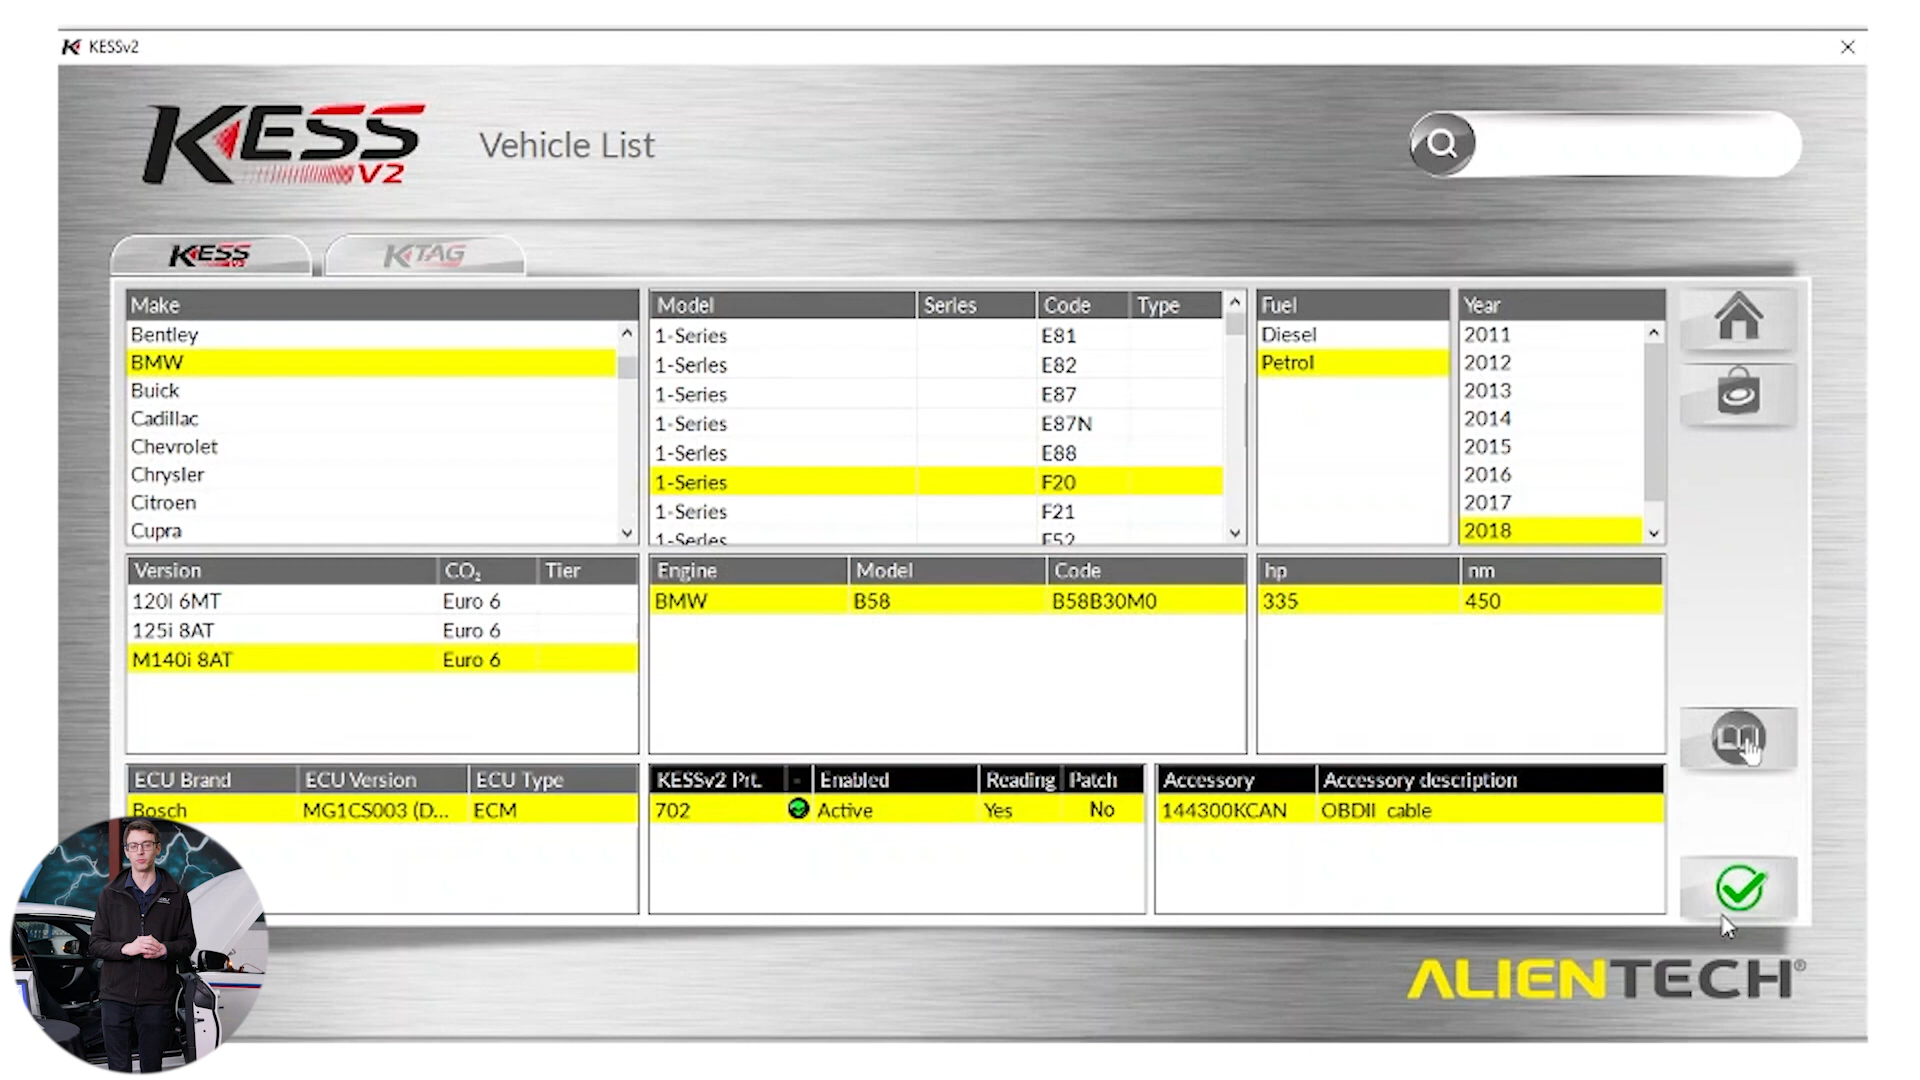 KESSv2
KESS V2
Vehicle List
KESS V2
KTAG
Make
Bentley
BMW
Buick
Cadillac
Chevrolet
Chrysler
Citroen
Cupra
Model Series Code Type
1-Series E81
1-Series E82
1-Series E87
1-Series E87N
1-Series E88
1-Series F20
1-Series F21
1-Series F52
Fuel
Diesel
Petrol
Year
2011
2012
2013
2014
2015
2016
2017
2018
Version CO₂ Tier
120i 6MT Euro 6
125i 8AT Euro 6
M140i 8AT Euro 6
Engine Model Code
BMW B58 B58B30M0
hp nm
335 450
ECU Brand ECU Version ECU Type
Bosch MG1CS003 (D... ECM
KESSv2 Prt. - Enabled Reading Patch
702 Active Yes No
Accessory Accessory description
144300KCAN OBDII cable
ALIENTECH®